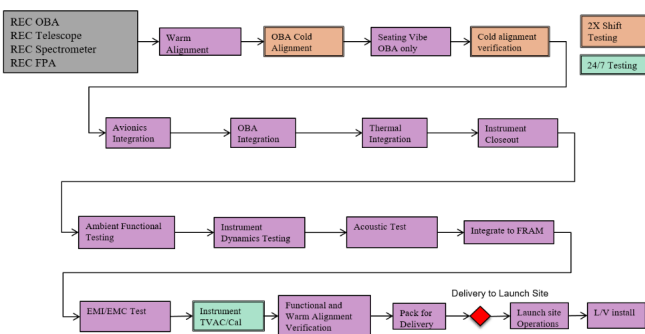 REC OBA
REC Telescope
REC Spectrometer
REC FPA
Warm
Alignment
OBA Cold
Alignment
Seating Vibe
OBA only
Cold alignment
verification
2X Shift
Testing
24/7 Testing
Avionics
Integration
OBA
Integration
Thermal
Integration
Instrument
Closeout
Ambient Functional
Testing
Instrument
Dynamics Testing
Acoustic Test
Integrate to FRAM
EMI/EMC Test
Instrument
TVAC/Cal
Functional and
Warm Alignment
Verification
Pack for
Delivery
Delivery to Launch Site
Launch site
Operations
L/V install